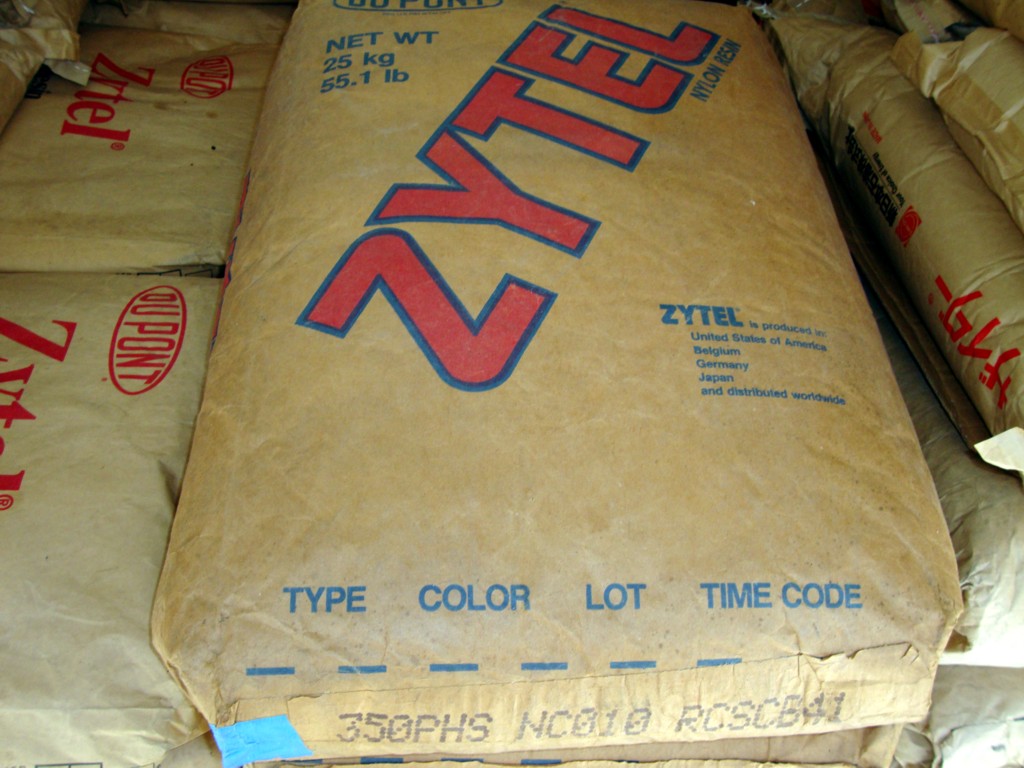 DU PONT
NET WT
25 kg
55.1 lb
ZYTEL
NYLON RESIN
ZYTEL is produced in:
United States of America
Belgium
Germany
Japan
and distributed worldwide
TYPE COLOR LOT TIME CODE
350PHS NC010 RCSCB41
Zytel®
DU PONT
DU PONT
Zytel®